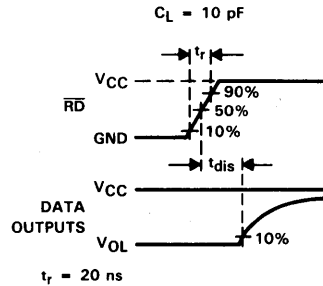 C_L = 10 pF
t_r
V_CC
90%
RD
50%
GND
10%
t_dis
V_CC
DATA
OUTPUTS
V_OL
10%
t_r = 20 ns